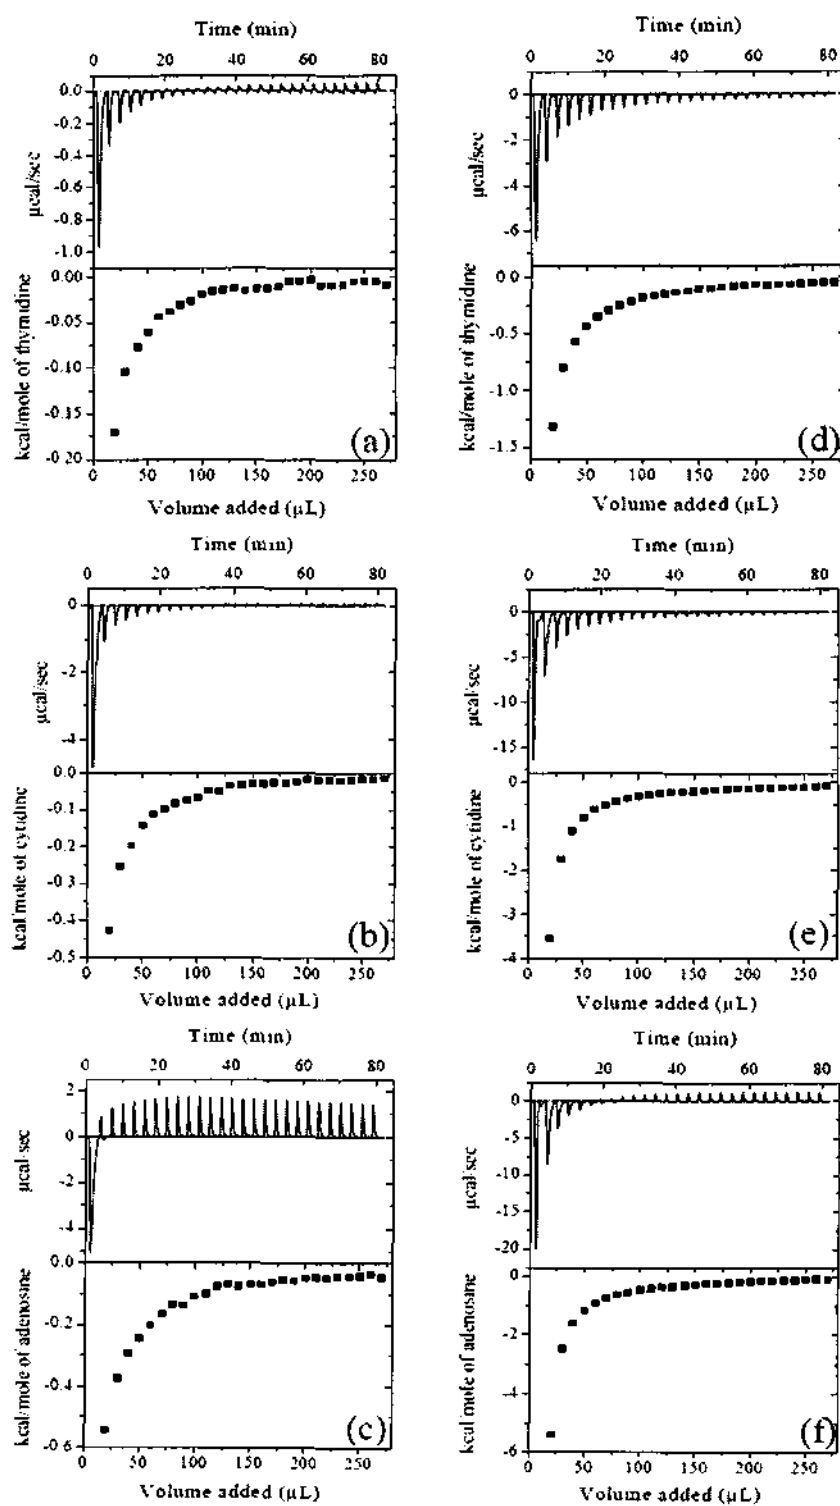 Time (min)
0 20 40 60 80
0.0
-0.2
-0.4
-0.6
-0.8
-1.0
µcal/sec
0.00
-0.05
-0.10
-0.15
-0.20
kcal/mole of thymidine
(a)
0 50 100 150 200 250
Volume added (µL)
Time (min)
0 20 40 60 80
0
-2
-4
-6
µcal/sec
0.0
-0.5
-1.0
-1.5
kcal/mole of thymidine
(d)
0 50 100 150 200 250
Volume added (µL)
Time (min)
0 20 40 60 80
0
-2
-4
µcal/sec
0.0
-0.1
-0.2
-0.3
-0.4
-0.5
kcal/mole of cytidine
(b)
0 50 100 150 200 250
Volume added (µL)
Time (min)
0 20 40 60 80
0
-5
-10
-15
µcal/sec
0
-1
-2
-3
-4
kcal/mole of cytidine
(e)
0 50 100 150 200 250
Volume added (µL)
Time (min)
0 20 40 60 80
2
0
-2
-4
µcal/sec
0.0
-0.2
-0.4
-0.6
kcal/mole of adenosine
(c)
0 50 100 150 200 250
Volume added (µL)
Time (min)
0 20 40 60 80
0
-5
-10
-15
-20
µcal/sec
0
-2
-4
-6
kcal/mole of adenosine
(f)
0 50 100 150 200 250
Volume added (µL)